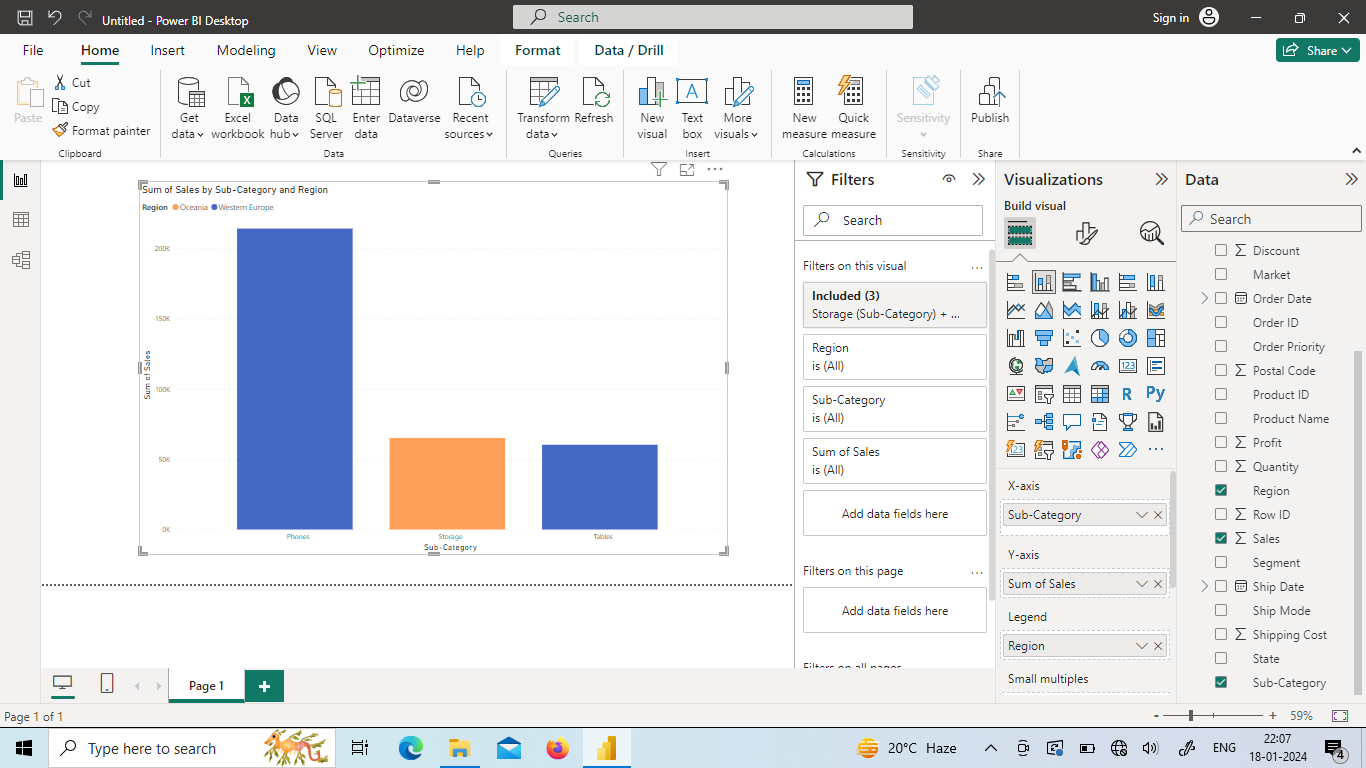 Untitled - Power BI Desktop
Search
Sign in
File
Home
Insert
Modeling
View
Optimize
Help
Format
Data / Drill
Share
Paste
Cut
Copy
Format painter
Clipboard
Get data
Excel workbook
Data hub
SQL Server
Enter data
Dataverse
Recent sources
Data
Transform data
Refresh
Queries
New visual
Text box
More visuals
Insert
New measure
Quick measure
Calculations
Sensitivity
Sensitivity
Publish
Share
Sum of Sales by Sub-Category and Region
Region Oceania Western Europe
200K
150K
100K
50K
0K
Sum of Sales
Phones
Storage
Tables
Sub-Category
Filters
Search
Filters on this visual
...
Included (3)
Storage (Sub-Category) + ...
Region
is (All)
Sub-Category
is (All)
Sum of Sales
is (All)
Add data fields here
Filters on this page
...
Add data fields here
Filters on all pages
Visualizations
Build visual
123
R
Py
123
...
X-axis
Sub-Category
Y-axis
Sum of Sales
Legend
Region
Small multiples
Data
Search
Discount
Market
Order Date
Order ID
Order Priority
Postal Code
Product ID
Product Name
Profit
Quantity
Region
Row ID
Sales
Segment
Ship Date
Ship Mode
Shipping Cost
State
Sub-Category
Page 1
Page 1 of 1
- + 59%
Type here to search
20°C Haze
ENG
22:07
18-01-2024
4